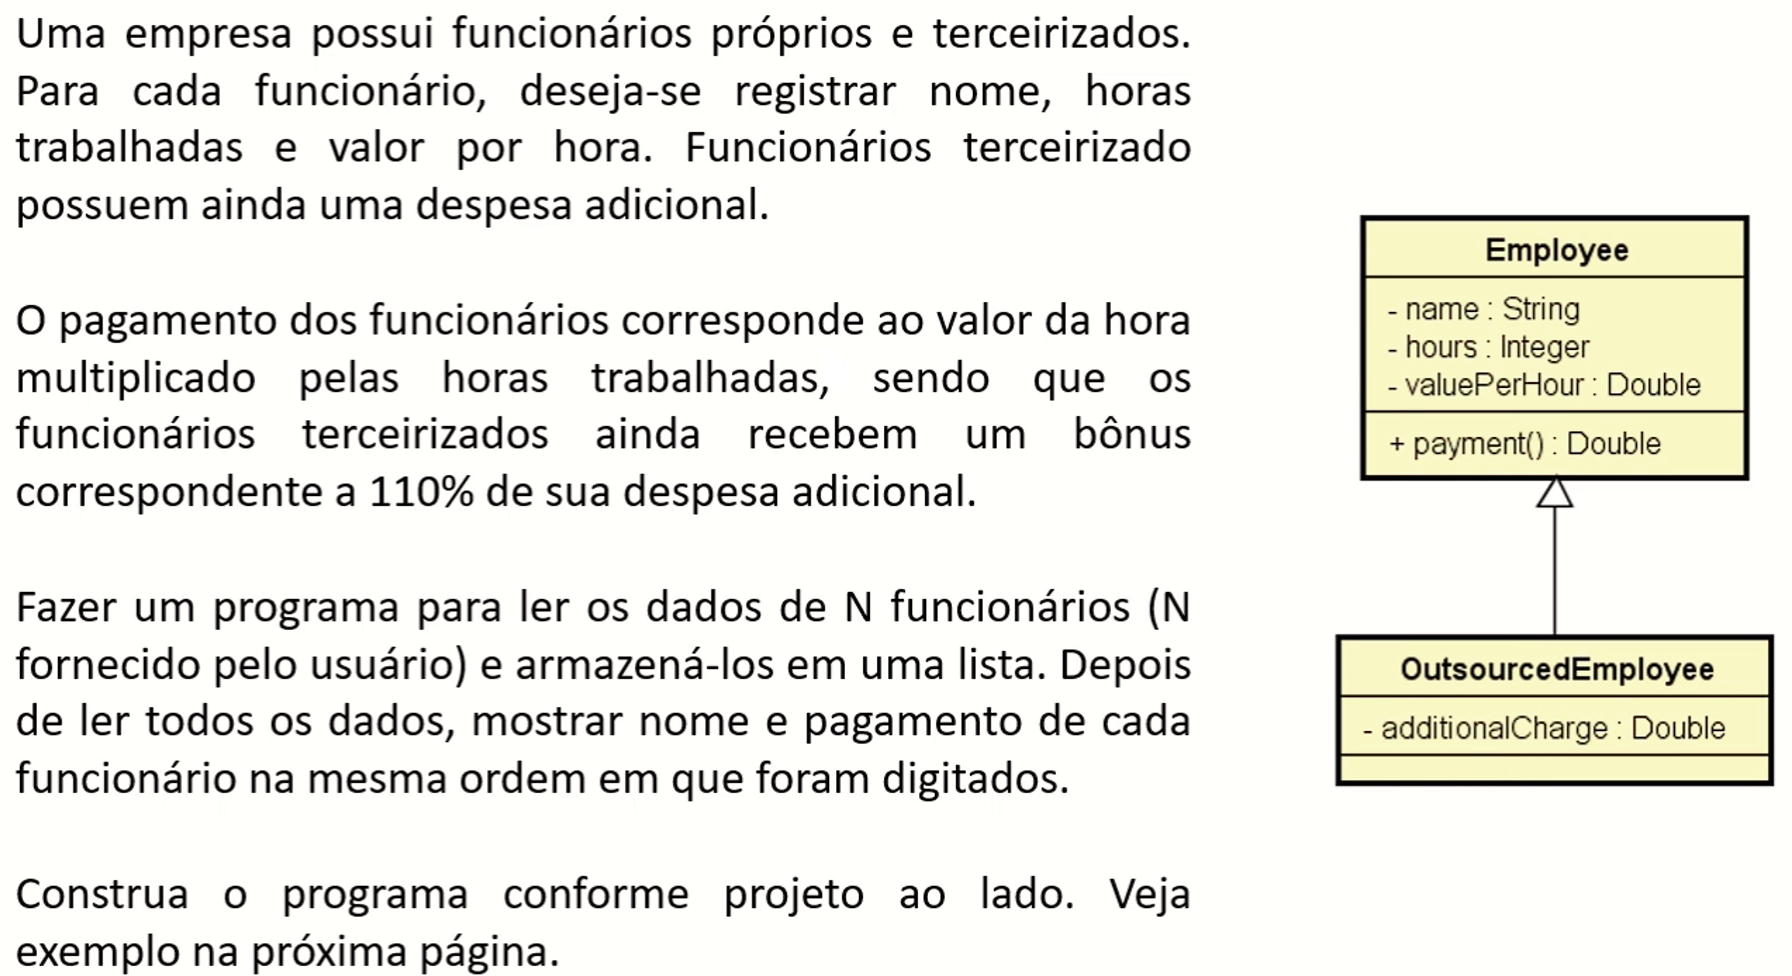 Uma empresa possui funcionários próprios e terceirizados.
Para cada funcionário, deseja-se registrar nome, horas
trabalhadas e valor por hora. Funcionários terceirizado
possuem ainda uma despesa adicional.
O pagamento dos funcionários corresponde ao valor da hora
multiplicado pelas horas trabalhadas, sendo que os
funcionários terceirizados ainda recebem um bônus
correspondente a 110% de sua despesa adicional.
Fazer um programa para ler os dados de N funcionários (N
fornecido pelo usuário) e armazená-los em uma lista. Depois
de ler todos os dados, mostrar nome e pagamento de cada
funcionário na mesma ordem em que foram digitados.
Construa o programa conforme projeto ao lado. Veja
exemplo na próxima página.
Employee
- name : String
- hours : Integer
- valuePerHour : Double
+ payment() : Double
OutsourcedEmployee
- additionalCharge : Double